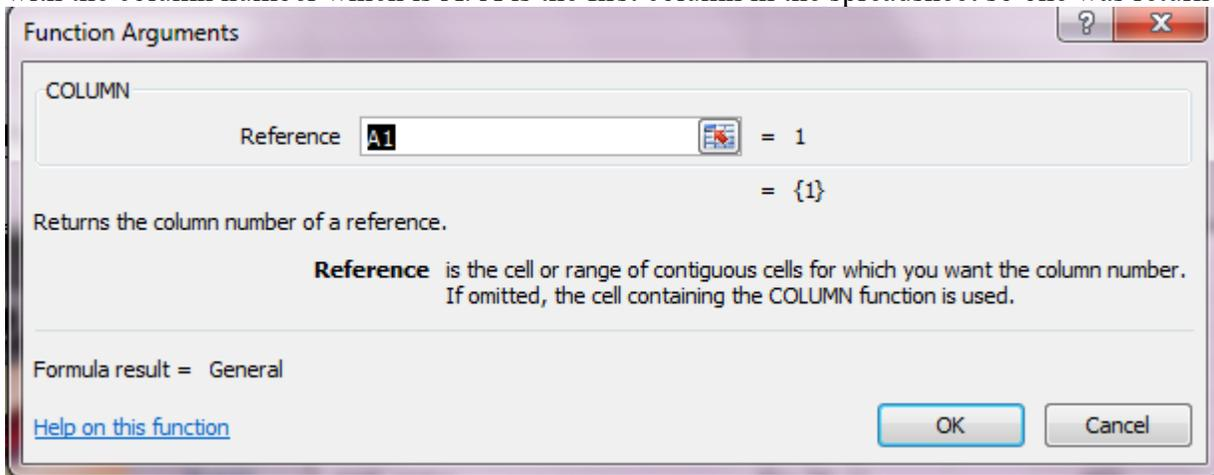 Function Arguments
COLUMN
Reference A1 = 1
= {1}
Returns the column number of a reference.
Reference is the cell or range of contiguous cells for which you want the column number.
If omitted, the cell containing the COLUMN function is used.
Formula result = General
Help on this function
OK Cancel